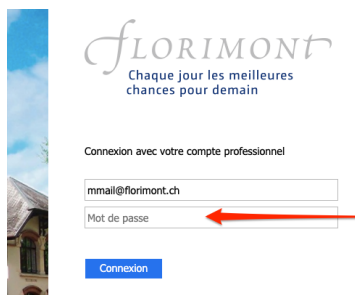 FLORIMONT
Chaque jour les meilleures
chances pour demain
Connexion avec votre compte professionnel
mmail@florimont.ch
Mot de passe
Connexion